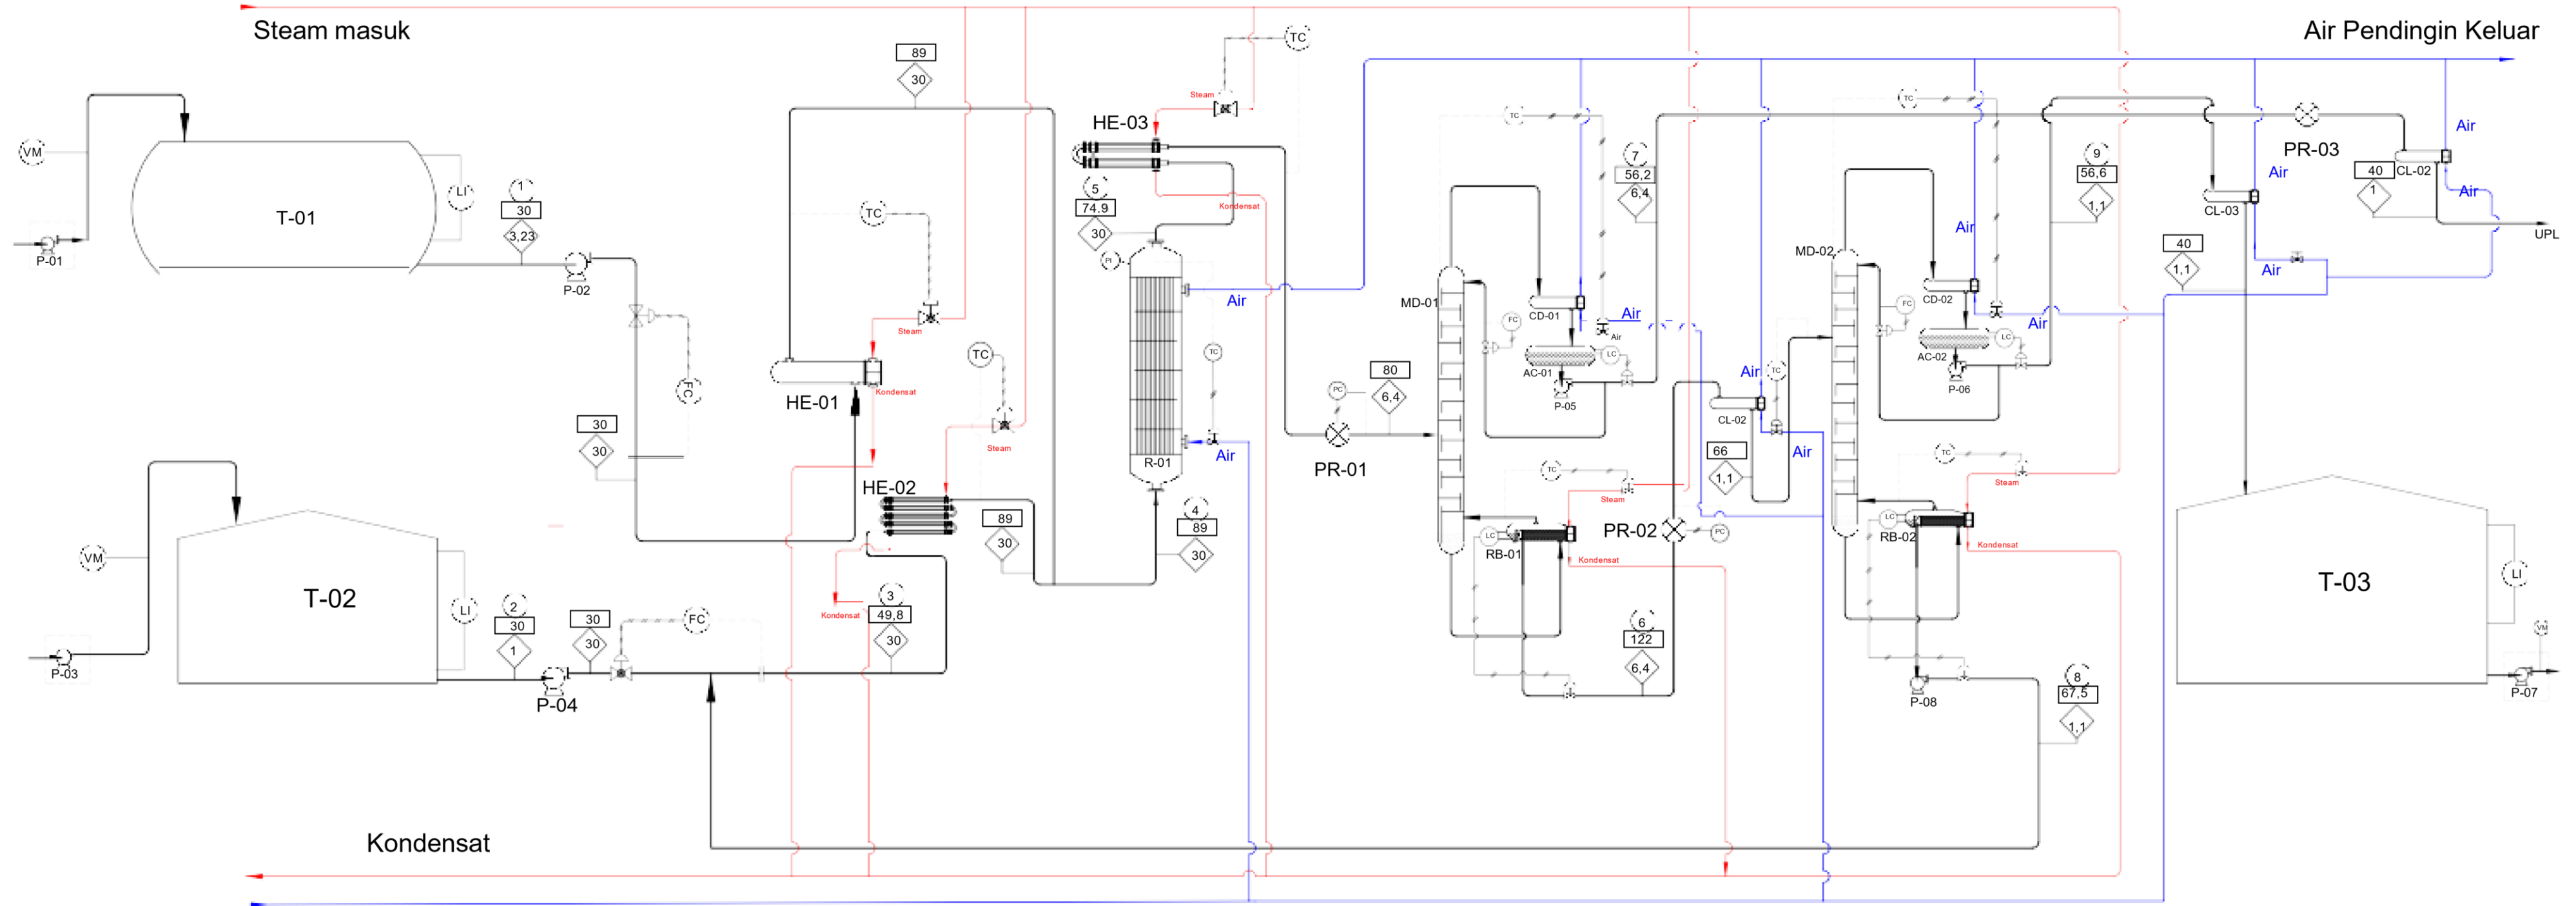 Steam masuk
Air Pendingin Keluar
89
30
TC
Steam
HE-03
TC
TC
Air
PR-03
VM
T-01
LI
1
30
3,23
P-01
P-02
TC
5
74.9
30
Kondensat
PI
7
56,2
6,4
9
56,6
1,1
40
1
CL-02
Air
Air
CL-03
UPL
Air
Air
MD-02
40
1,1
Air
Steam
HE-01
Kondensat
FC
TC
Steam
Air
TC
R-01
Air
MD-01
CD-01
FC
Air
Air
AC-01
LC
P-05
CD-02
FC
Air
AC-02
LC
P-06
PC
80
6,4
PR-01
Air
TC
CL-02
Air
66
1,1
30
30
HE-02
89
30
4
89
30
TC
Steam
LC
RB-01
Kondensat
PR-02
PC
TC
Steam
LC
RB-02
Kondensat
VM
T-02
LI
2
30
1
30
30
FC
3
49,8
30
Kondensat
P-03
P-04
6
122
6,4
P-08
8
67,5
1,1
T-03
LI
VM
P-07
Kondensat